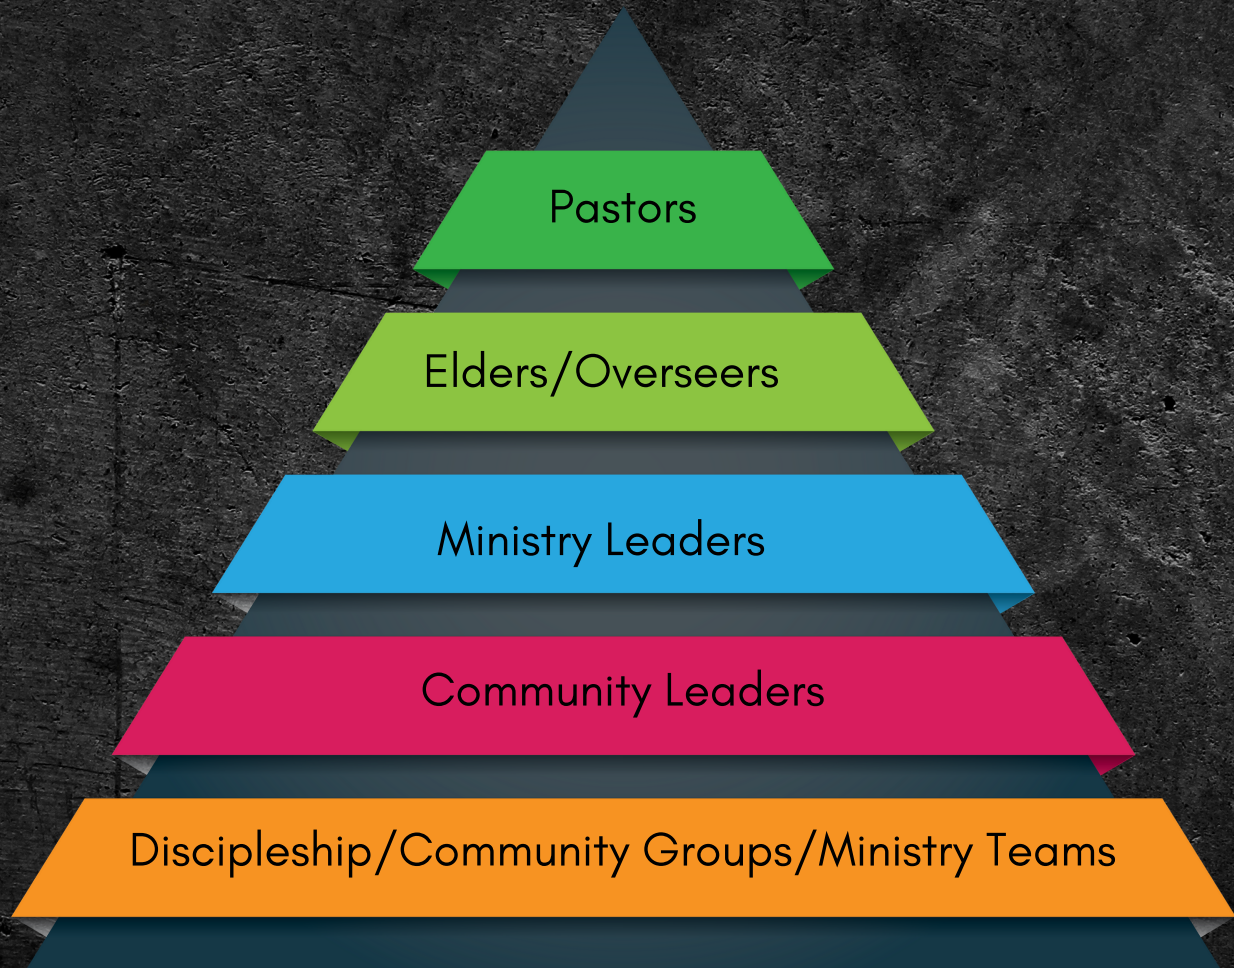 Pastors
Elders/Overseers
Ministry Leaders
Community Leaders
Discipleship/Community Groups/Ministry Teams